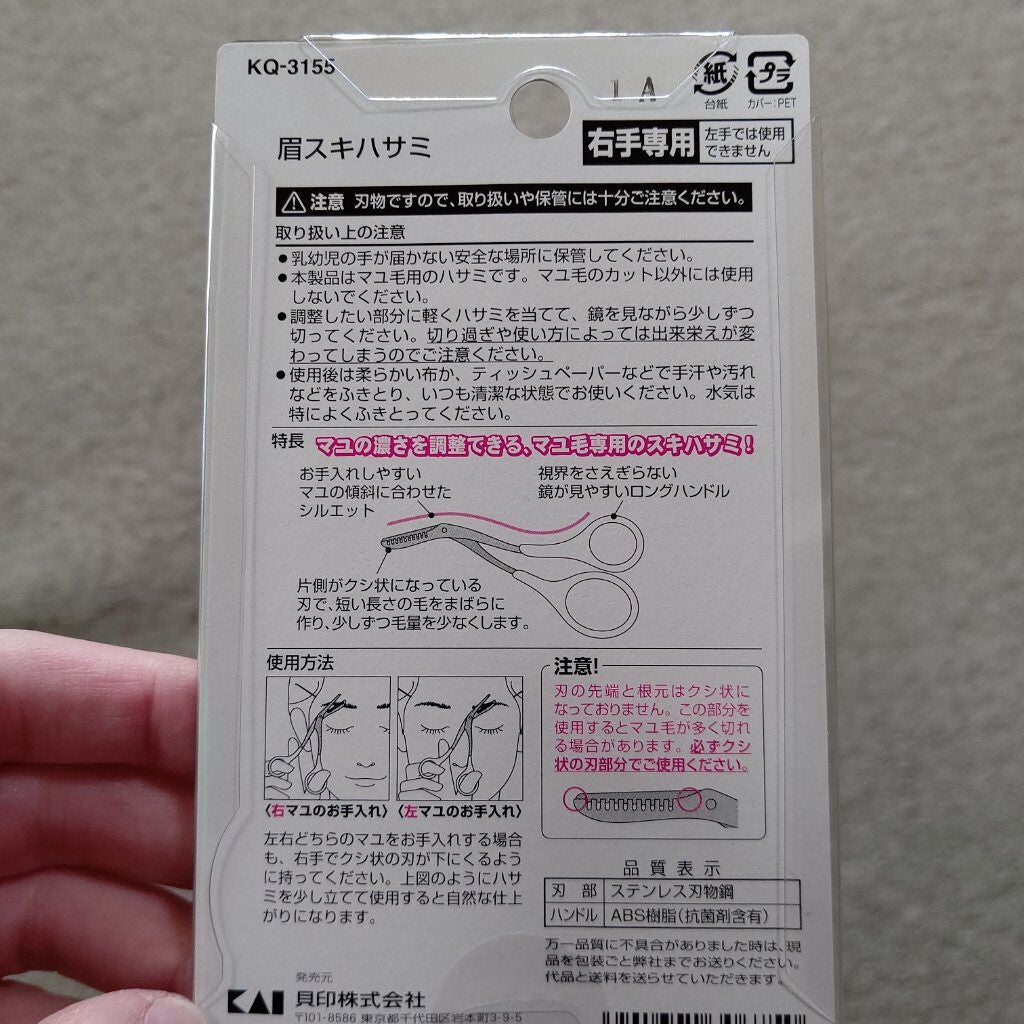 KQ-3155
1 A
紙
プラ
台紙
カバー:PET
眉スキハサミ
右手専用
左手では使用
できません
注意 刃物ですので、取り扱いや保管には十分ご注意ください。
取り扱い上の注意
●乳幼児の手が届かない安全な場所に保管してください。
●本製品はマユ毛用のハサミです。マユ毛のカット以外には使用
しないでください。
●調整したい部分に軽くハサミを当てて、鏡を見ながら少しずつ
切ってください。切り過ぎや使い方によっては出来栄えが変
わってしまうのでご注意ください。
●使用後は柔らかい布か、ティッシュペーパーなどで手汗や汚れ
などをふきとり、いつも清潔な状態でお使いください。水気は
特によくふきとってください。
特長 マユの濃さを調整できる、マユ毛専用のスキハサミ!
お手入れしやすい
マユの傾斜に合わせた
シルエット
視界をさえぎらない
鏡が見やすいロングハンドル
片側がクシ状になっている
刃で、短い長さの毛をまばらに
作り、少しずつ毛量を少なくします。
使用方法
〈右マユのお手入れ〉
〈左マユのお手入れ〉
左右どちらのマユをお手入れする場合
も、右手でクシ状の刃が下にくるよう
に持ってください。上図のようにハサ
ミを少し立てて使用すると自然な仕上
がりになります。
注意!
刃の先端と根元はクシ状に
なっておりません。この部分を
使用するとマユ毛が多く切れ
る場合があります。必ずクシ
状の刃部分でご使用ください。
品質表示
刃部 ステンレス刃物鋼
ハンドル ABS樹脂(抗菌剤含有)
万一品質に不具合がありました時は、現
品を包装ごと弊社までお送りください。
代品と送料を送らせていただきます。
発売元
KAI 貝印株式会社
〒101-8586 東京都千代田区岩本町3-9-5